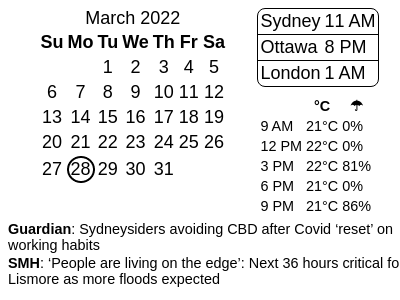 March 2022
Su Mo Tu We Th Fr Sa
1 2 3 4 5
6 7 8 9 10 11 12
13 14 15 16 17 18 19
20 21 22 23 24 25 26
27 28 29 30 31
Sydney 11 AM
Ottawa 8 PM
London 1 AM
°C ☂
9 AM 21°C 0%
12 PM 22°C 0%
3 PM 22°C 81%
6 PM 21°C 0%
9 PM 21°C 86%
Guardian: Sydneysiders avoiding CBD after Covid ‘reset’ on
working habits
SMH: ‘People are living on the edge’: Next 36 hours critical fo
Lismore as more floods expected